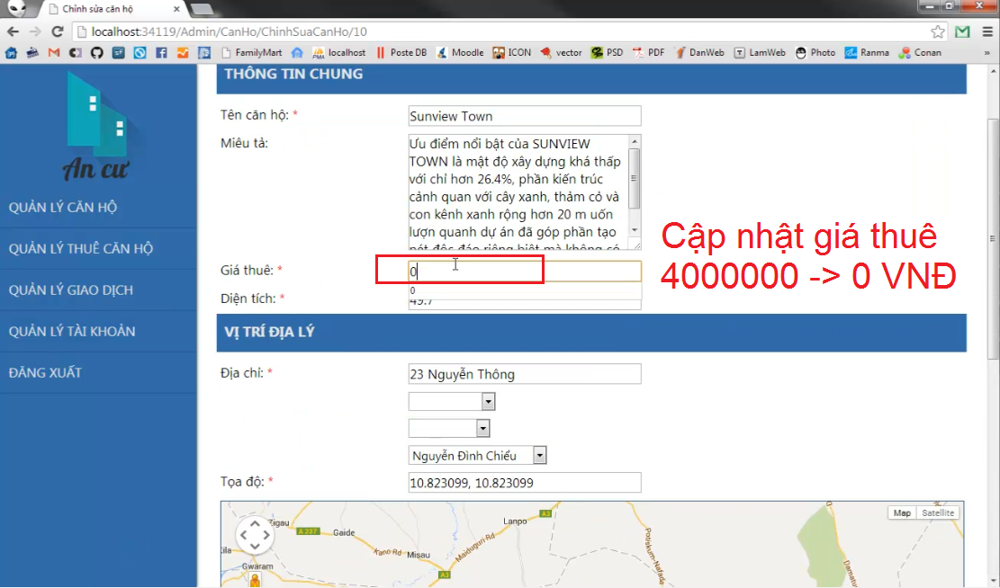 Chỉnh sửa căn hộ
localhost:34119/Admin/CanHo/ChinhSuaCanHo/10
FamilyMart localhost Poste DB Moodle ICON vector PSD PDF DanWeb LamWeb Photo Ranma Conan »
An cư
QUẢN LÝ CĂN HỘ
QUẢN LÝ THUÊ CĂN HỘ
QUẢN LÝ GIAO DỊCH
QUẢN LÝ TÀI KHOẢN
ĐĂNG XUẤT
THÔNG TIN CHUNG
Tên căn hộ: * Sunview Town
Miêu tả:
Ưu điểm nổi bật của SUNVIEW
TOWN là mật độ xây dựng khá thấp
với chỉ hơn 26.4%, phần kiến trúc
cảnh quan với cây xanh, thảm cỏ và
con kênh xanh rộng hơn 20 m uốn
lượn quanh dự án đã góp phần tạo
nét độc đáo riêng biệt mà không có
Giá thuê: * 0
0
Diện tích: * 49.7
Cập nhật giá thuê
4000000 -> 0 VNĐ
VỊ TRÍ ĐỊA LÝ
Địa chỉ: * 23 Nguyễn Thông
Nguyễn Đình Chiểu
Tọa độ: * 10.823099, 10.823099
Map Satellite
A3
Lanpo
A 237
Gaide
Kano Rd
Misau
Maidugun Rd
Gwaram
A3